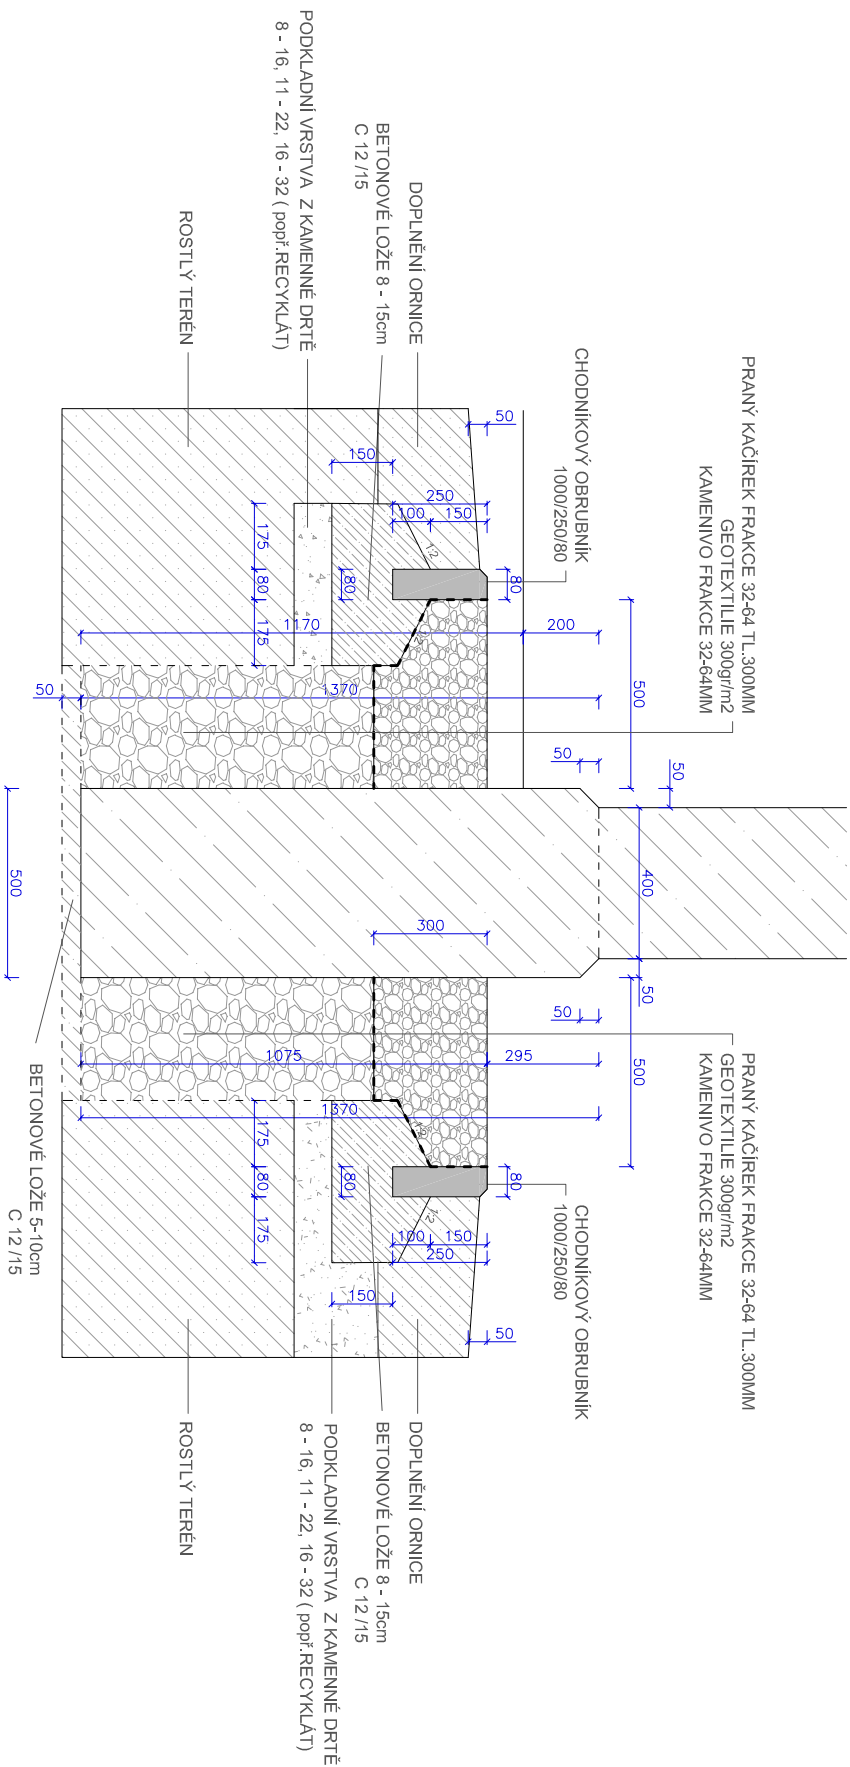 PRANÝ KAČÍREK FRAKCE 32-64 TL.300MM
GEOTEXTILIE 300gr/m2
KAMENIVO FRAKCE 32-64MM
CHODNÍKOVÝ OBRUBNÍK
1000/250/80
DOPLNĚNÍ ORNICE
BETONOVÉ LOŽE 8 - 15cm
C 12 /15
PODKLADNÍ VRSTVA Z KAMENNÉ DRTĚ
8 - 16, 11 - 22, 16 - 32 ( popř.RECYKLÁT)
ROSTLÝ TERÉN
PRANÝ KAČÍREK FRAKCE 32-64 TL.300MM
GEOTEXTILIE 300gr/m2
KAMENIVO FRAKCE 32-64MM
CHODNÍKOVÝ OBRUBNÍK
1000/250/80
DOPLNĚNÍ ORNICE
BETONOVÉ LOŽE 8 - 15cm
C 12 /15
PODKLADNÍ VRSTVA Z KAMENNÉ DRTĚ
8 - 16, 11 - 22, 16 - 32 ( popř.RECYKLÁT)
ROSTLÝ TERÉN
BETONOVÉ LOŽE 5-10cm
C 12 /15
50
150
250
100
150
1:2
80
80
175
80
175
1:2
1170
200
500
50
1370
50
50
400
500
300
50
50
1075
295
500
1370
175
80
175
80
80
1:2
1:2
100
150
250
150
50